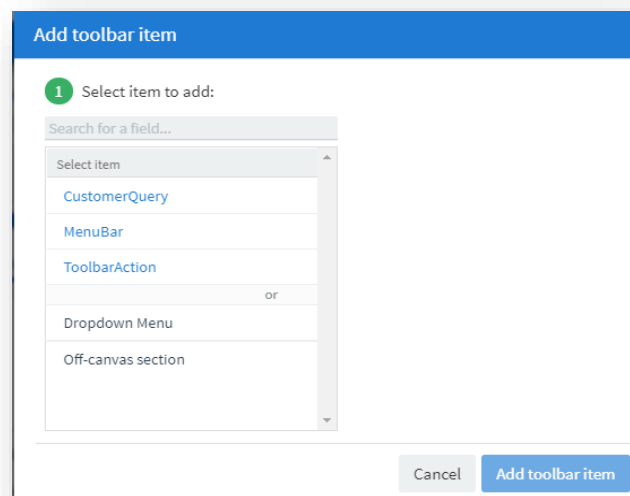 Add toolbar item
1 Select item to add:
Search for a field...
Select item
CustomerQuery
MenuBar
ToolbarAction
or
Dropdown Menu
Off-canvas section
Cancel Add toolbar item